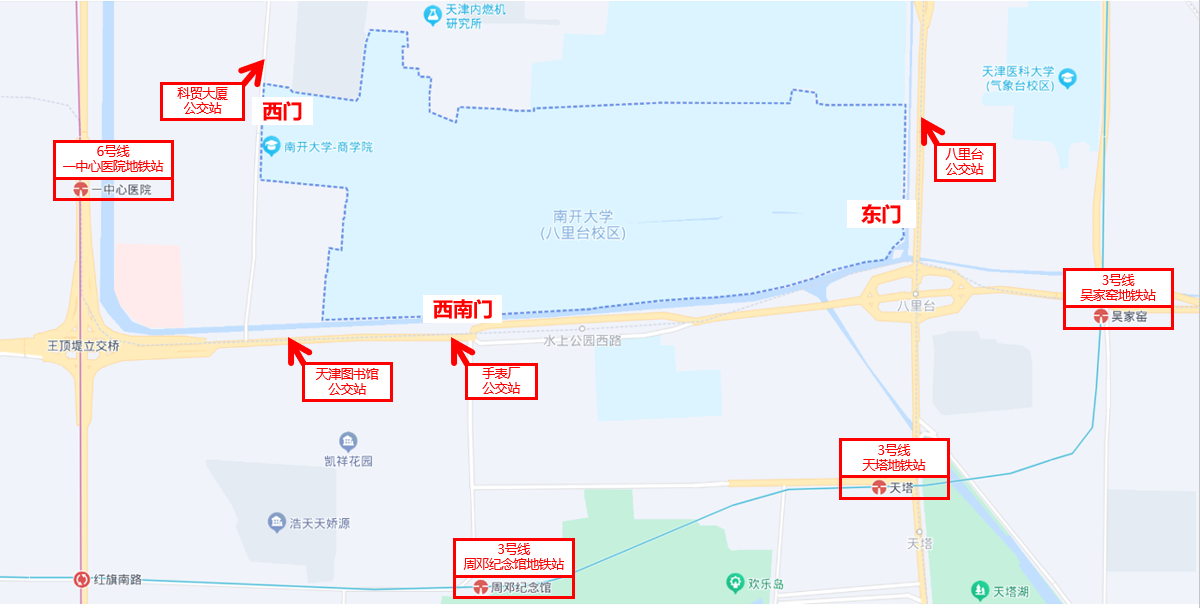 天津内燃机
研究所
天津医科大学
(气象台校区)
科贸大厦
公交站
西门
南开大学-商学院
6号线
一中心医院地铁站
一中心医院
八里台
公交站
南开大学
(八里台校区)
东门
3号线
吴家窑地铁站
吴家窑
西南门
八里台
王顶堤立交桥
水上公园西路
天津图书馆
公交站
手表厂
公交站
凯祥花园
3号线
天塔地铁站
天塔
浩天天娇源
天塔
3号线
周邓纪念馆地铁站
周邓纪念馆
红旗南路
欢乐岛
天塔湖